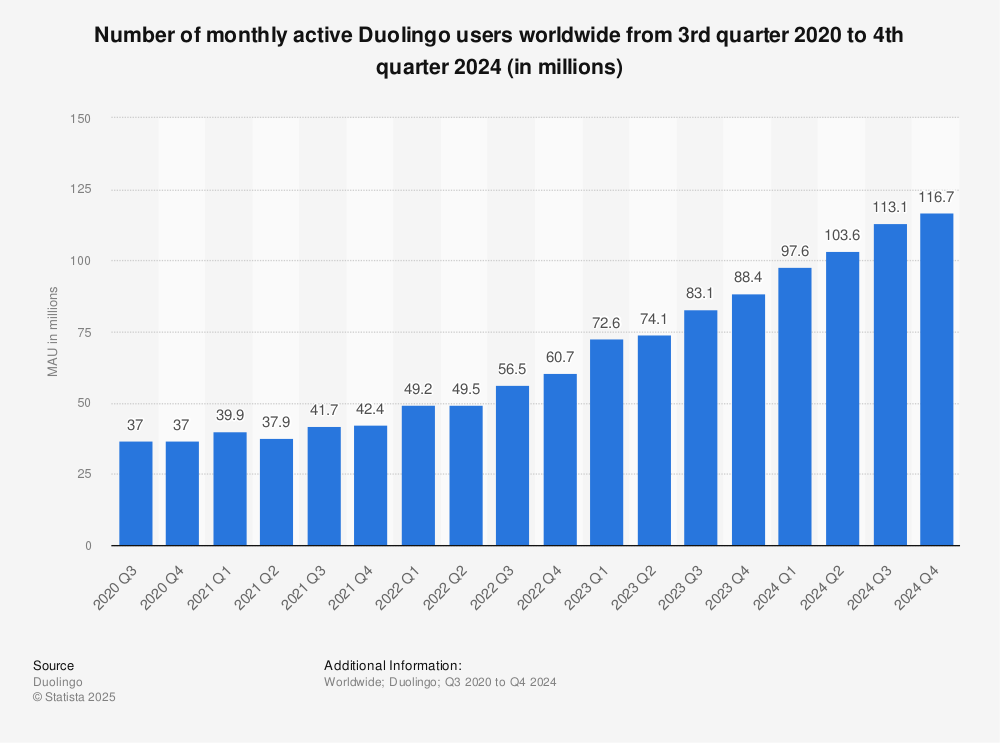 Number of monthly active Duolingo users worldwide from 3rd quarter 2020 to 4th
quarter 2024 (in millions)
150
125
100
75
50
25
0
MAU in millions
37
37
39.9
37.9
41.7
42.4
49.2
49.5
56.5
60.7
72.6
74.1
83.1
88.4
97.6
103.6
113.1
116.7
2020 Q3
2020 Q4
2021 Q1
2021 Q2
2021 Q3
2021 Q4
2022 Q1
2022 Q2
2022 Q3
2022 Q4
2023 Q1
2023 Q2
2023 Q3
2023 Q4
2024 Q1
2024 Q2
2024 Q3
2024 Q4
Source
Duolingo
© Statista 2025
Additional Information:
Worldwide; Duolingo; Q3 2020 to Q4 2024